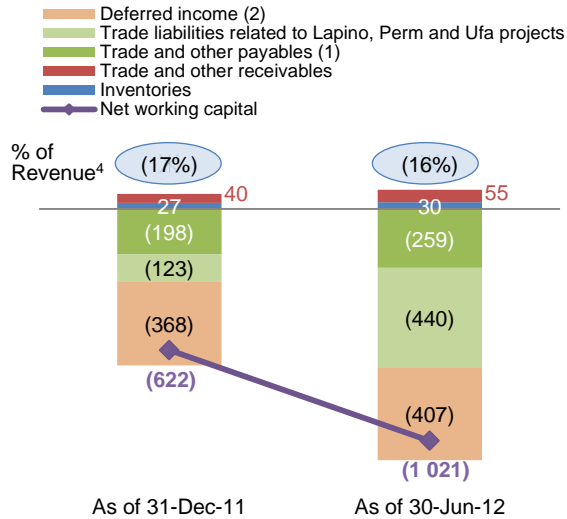 Deferred income (2)
Trade liabilities related to Lapino, Perm and Ufa projects
Trade and other payables (1)
Trade and other receivables
Inventories
Net working capital
% of
Revenue4
(17%)
(16%)
40
55
27
30
(198)
(259)
(123)
(440)
(368)
(407)
(622)
(1 021)
As of 31-Dec-11
As of 30-Jun-12